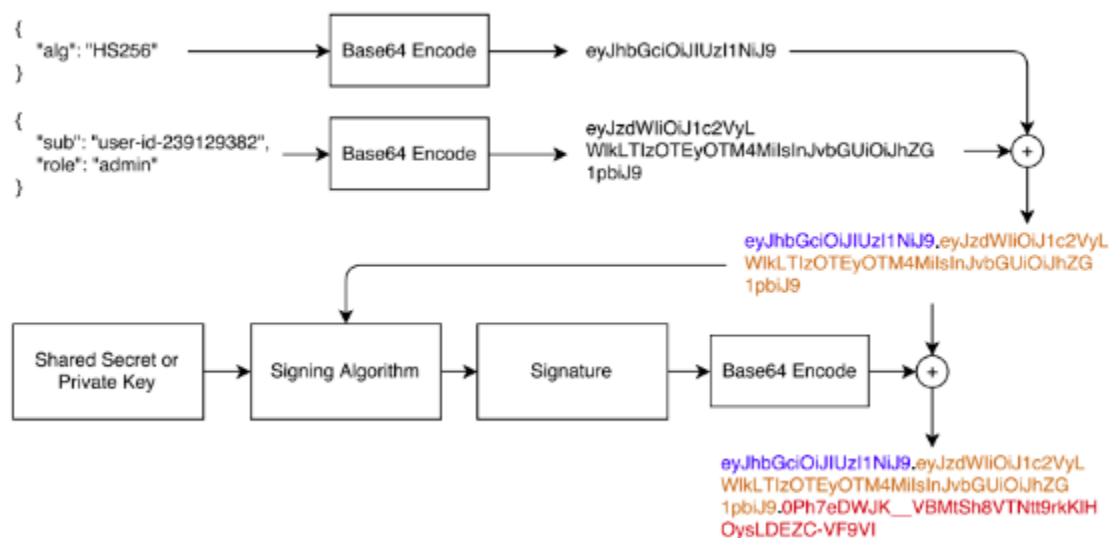 {
"alg": "HS256"
}
Base64 Encode
eyJhbGciOiJIUzI1NiJ9
{
"sub": "user-id-239129382",
"role": "admin"
}
Base64 Encode
eyJzdWIiOiJ1c2VyL
WlkLTIzOTEyOTM4MiIsInJvbGUiOiJhZG
1pbiJ9
+
eyJhbGciOiJIUzI1NiJ9.eyJzdWIiOiJ1c2VyL
WlkLTIzOTEyOTM4MiIsInJvbGUiOiJhZG
1pbiJ9
Shared Secret or
Private Key
Signing Algorithm
Signature
Base64 Encode
+
eyJhbGciOiJIUzI1NiJ9.eyJzdWIiOiJ1c2VyL
WlkLTIzOTEyOTM4MiIsInJvbGUiOiJhZG
1pbiJ9.0Ph7eDWJK__VBMtSh8VTNtt9rkKlH
OysLDEZC-VF9VI